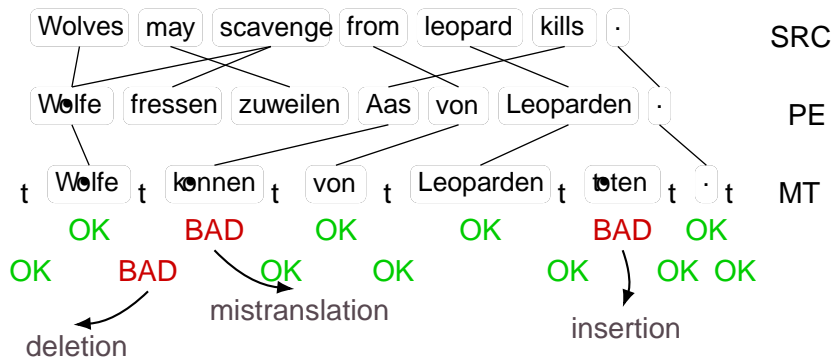 Wolves may scavenge from leopard kills . SRC
Wölfe fressen zuweilen Aas von Leoparden . PE
t Wölfe t können t von t Leoparden t töten t . t MT
OK BAD OK OK BAD OK
OK BAD OK OK OK OK OK
mistranslation
insertion
deletion